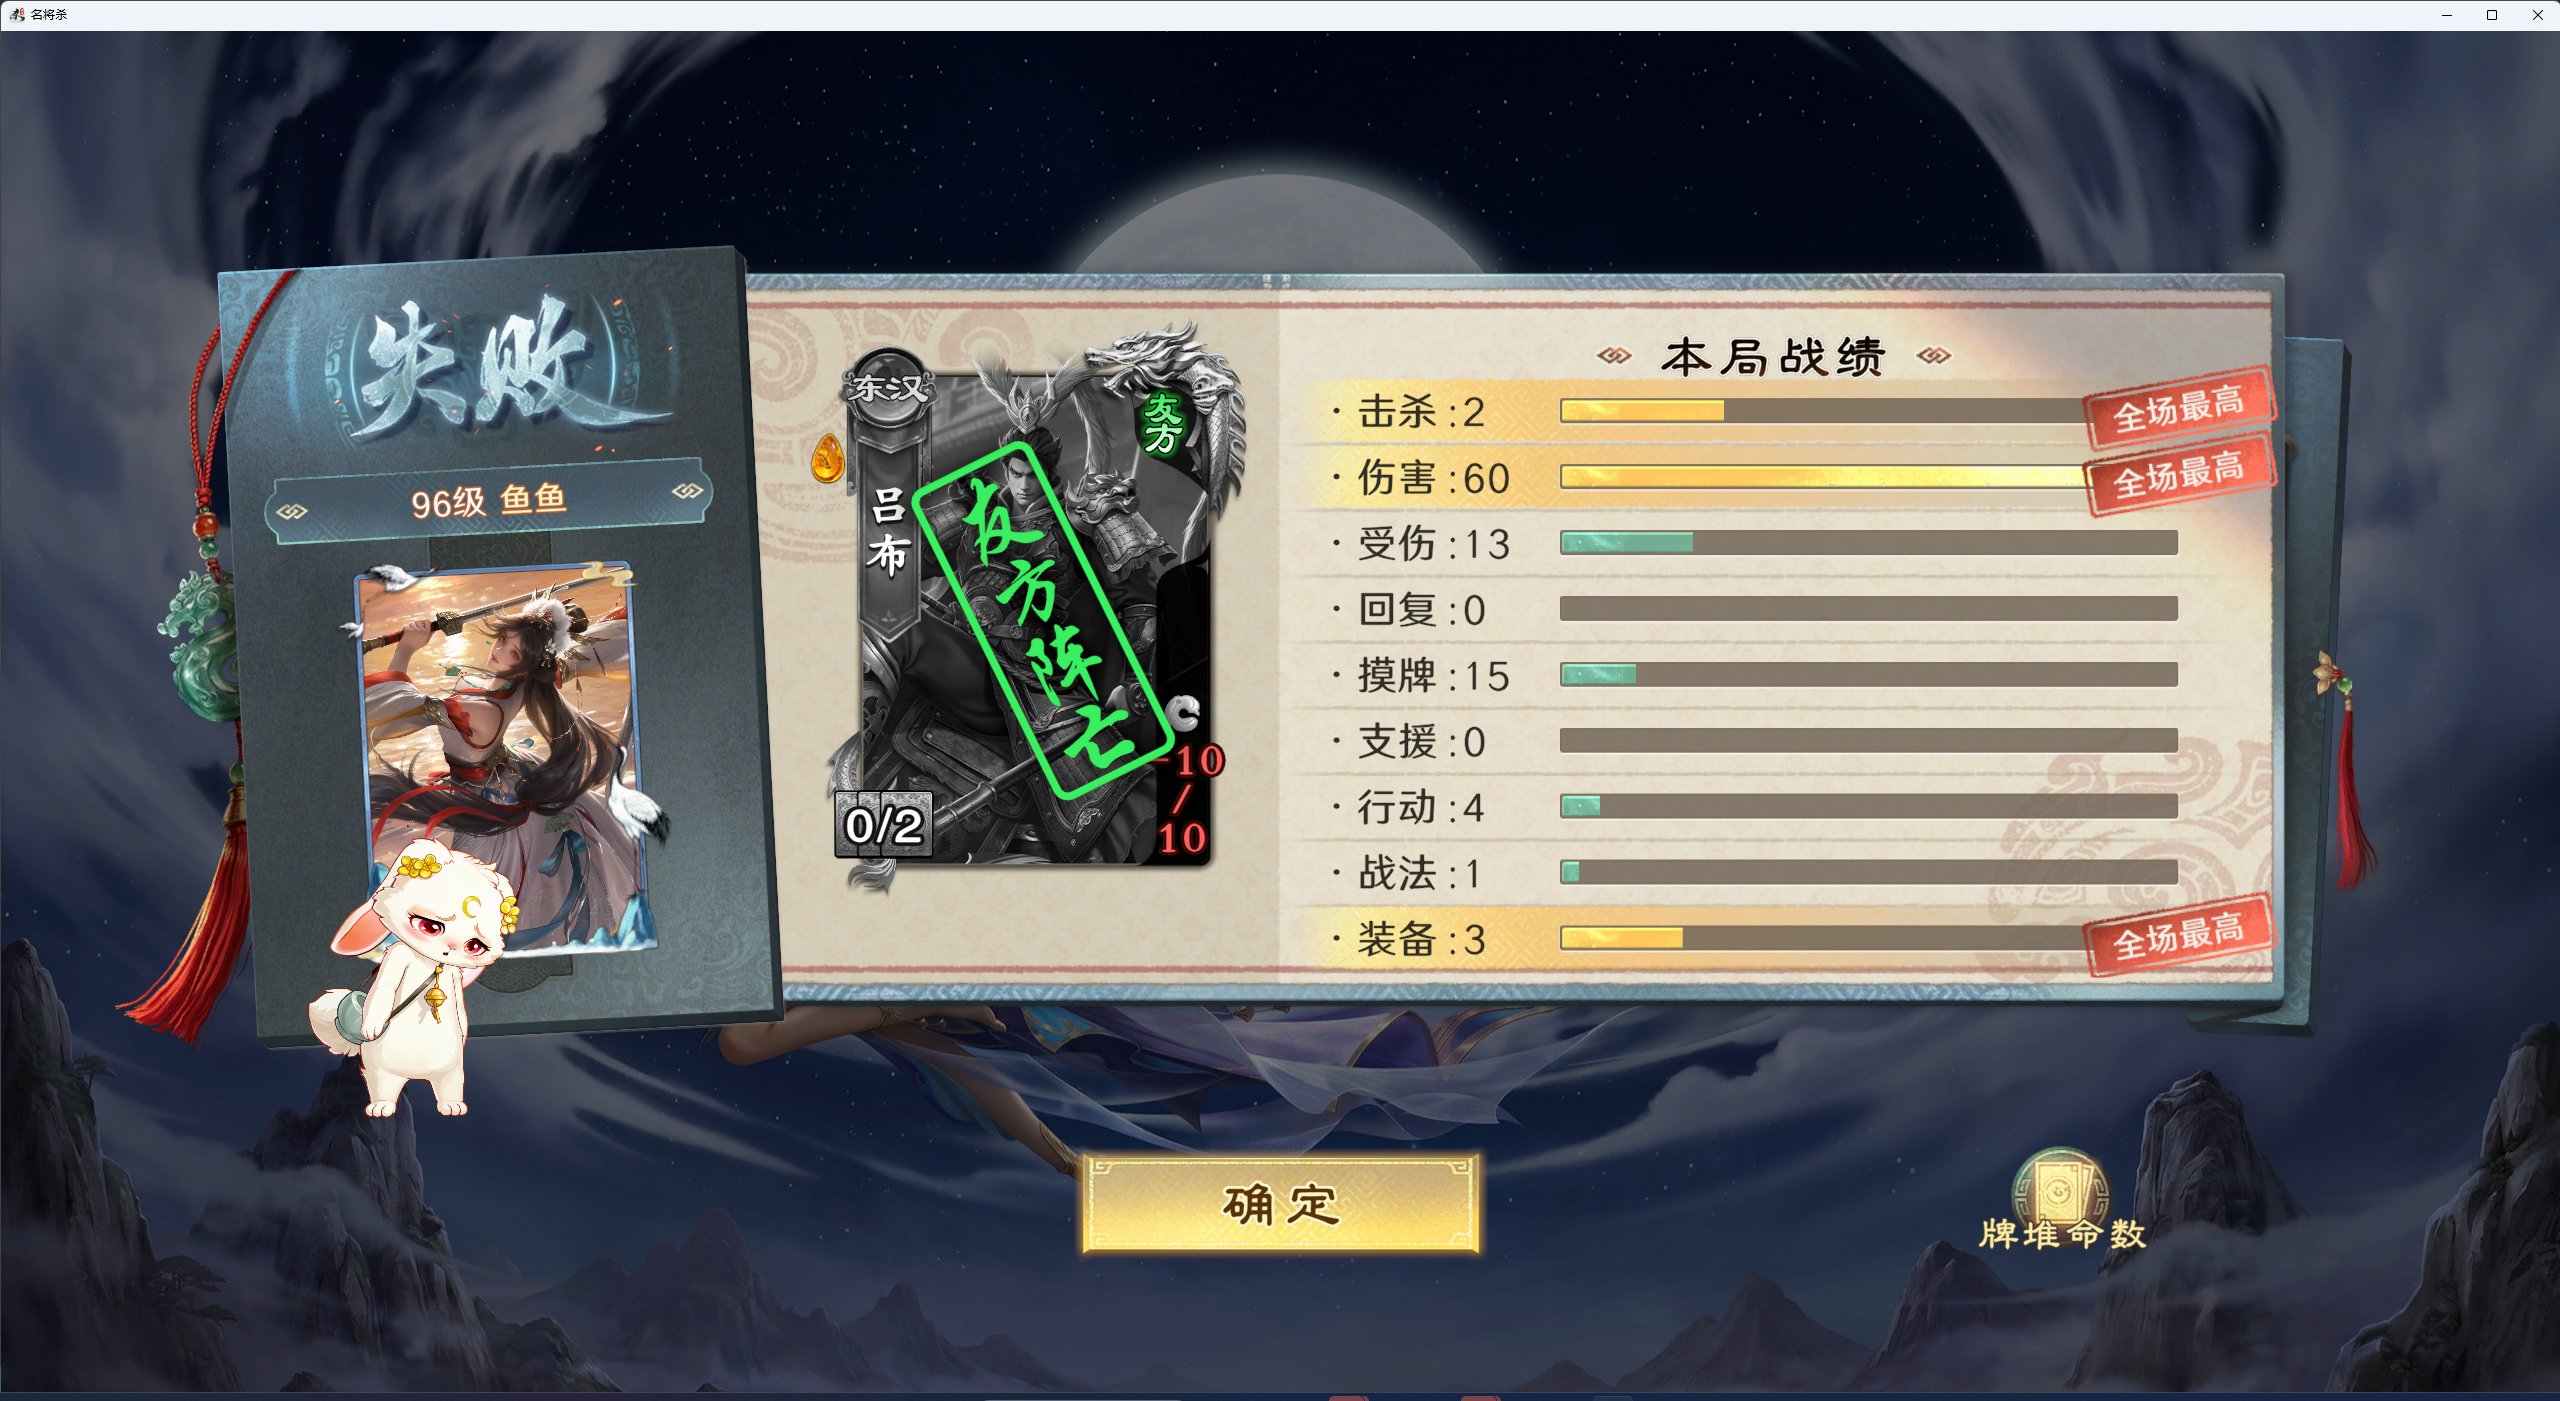 名将杀
失败
96级 鱼鱼
东汉
友方
吕布
友方阵亡
-10
/
10
0/2
本局战绩
· 击杀:2 全场最高
· 伤害:60 全场最高
· 受伤:13
· 回复:0
· 摸牌:15
· 支援:0
· 行动:4
· 战法:1
· 装备:3 全场最高
确定
牌堆命数